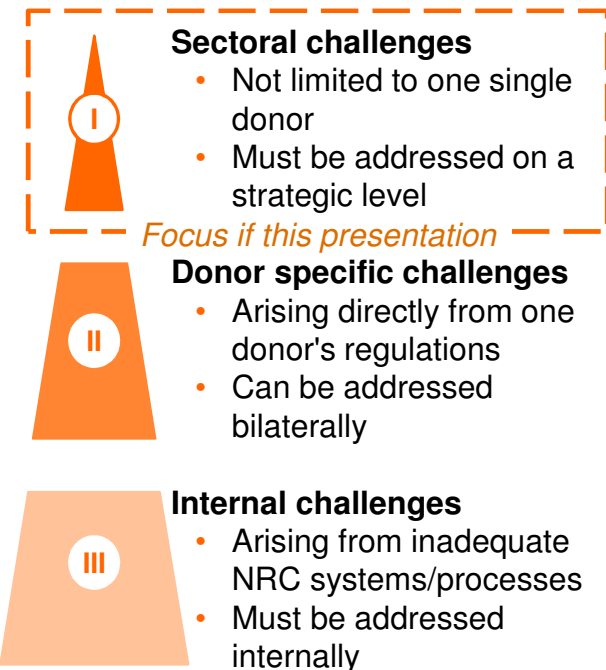 Sectoral challenges
• Not limited to one single
donor
I
• Must be addressed on a
strategic level
Focus if this presentation
Donor specific challenges
• Arising directly from one
donor's regulations
II
• Can be addressed
bilaterally
Internal challenges
• Arising from inadequate
NRC systems/processes
III
• Must be addressed
internally